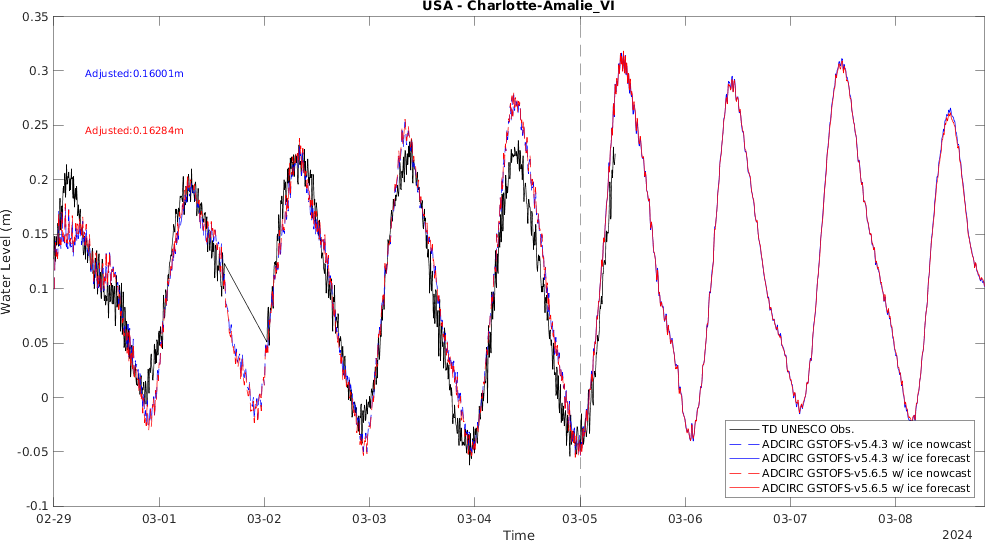 USA - Charlotte-Amalie_VI
0.35
0.3
0.25
0.2
0.15
0.1
0.05
0
-0.05
-0.1
Water Level (m)
Adjusted:0.16001m
Adjusted:0.16284m
TD UNESCO Obs.
ADCIRC GSTOFS-v5.4.3 w/ ice nowcast
ADCIRC GSTOFS-v5.4.3 w/ ice forecast
ADCIRC GSTOFS-v5.6.5 w/ ice nowcast
ADCIRC GSTOFS-v5.6.5 w/ ice forecast
02-29 03-01 03-02 03-03 03-04 03-05 03-06 03-07 03-08
Time
2024